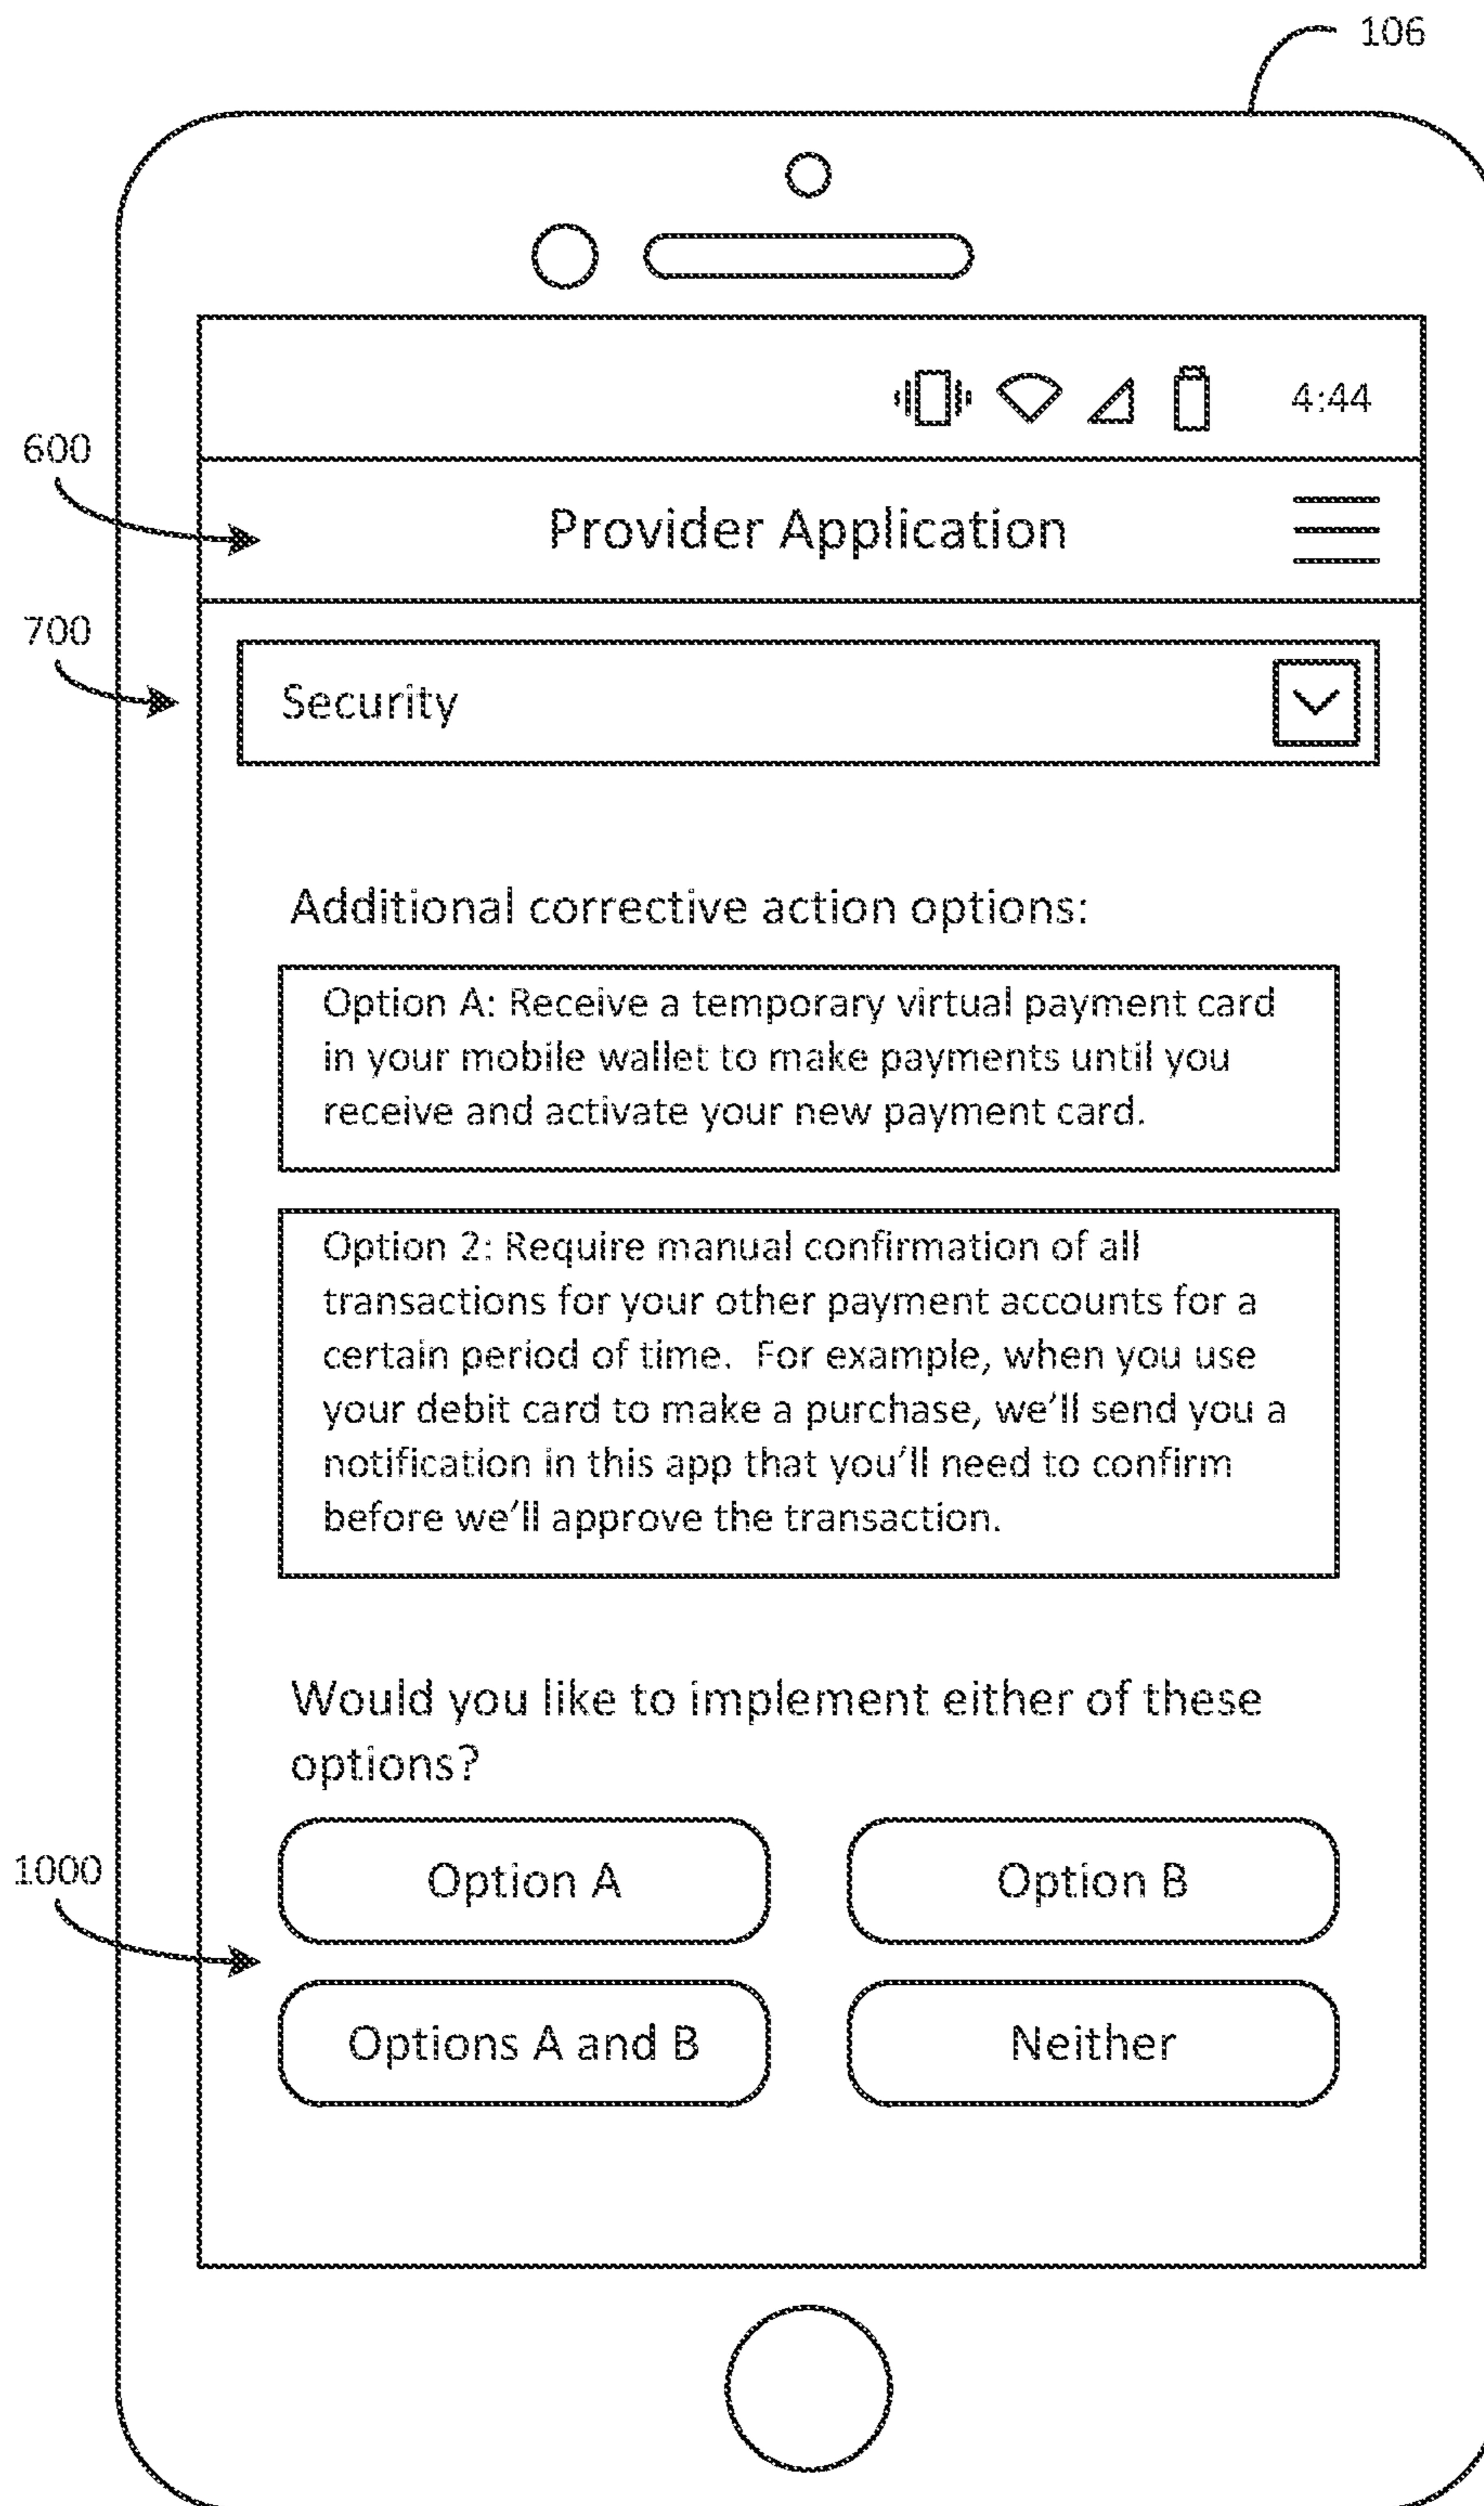 106
4:44
600
Provider Application
700
Security
Additional corrective action options:
Option A: Receive a temporary virtual payment card
in your mobile wallet to make payments until you
receive and activate your new payment card.
Option 2: Require manual confirmation of all
transactions for your other payment accounts for a
certain period of time.  For example, when you use
your debit card to make a purchase, we'll send you a
notification in this app that you'll need to confirm
before we'll approve the transaction.
Would you like to implement either of these
options?
1000
Option A
Option B
Options A and B
Neither